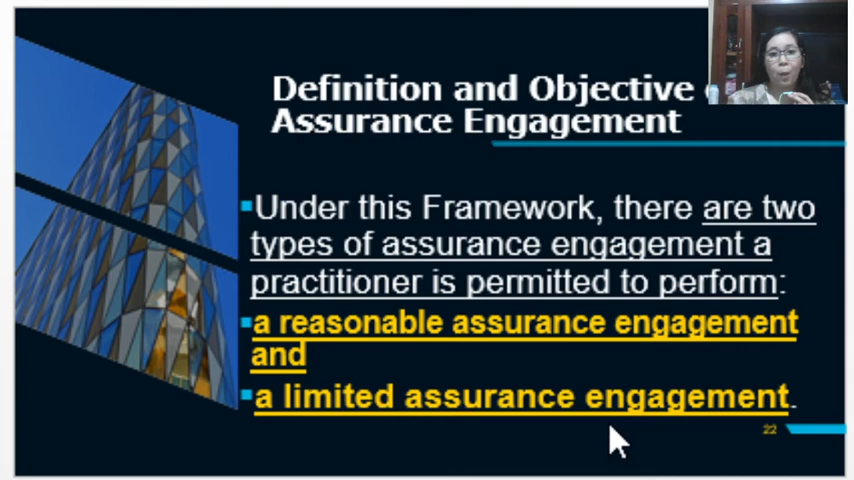 Definition and Objective
Assurance Engagement
Under this Framework, there are two
types of assurance engagement a
practitioner is permitted to perform:
a reasonable assurance engagement
and
a limited assurance engagement.
22